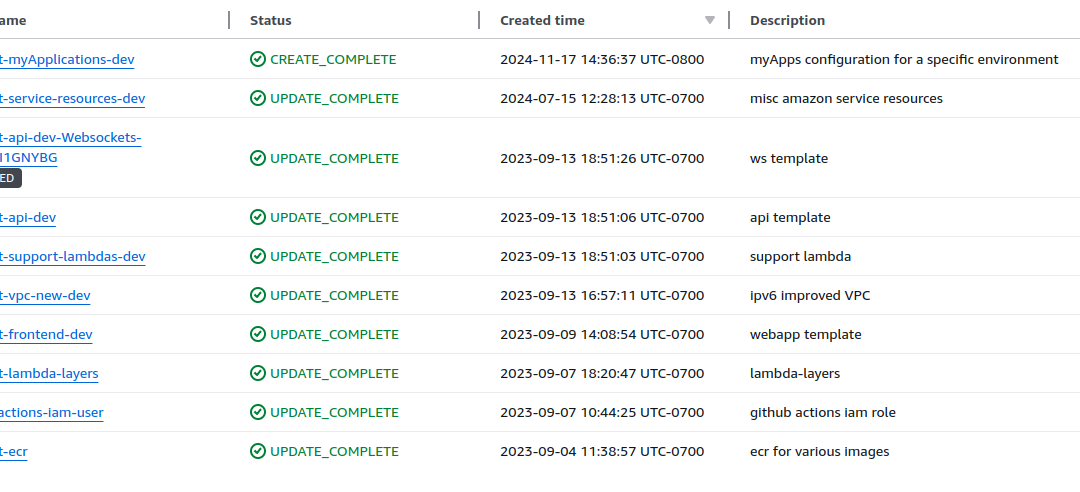 ame Status Created time Description
t-myApplications-dev CREATE_COMPLETE 2024-11-17 14:36:37 UTC-0800 myApps configuration for a specific environment
t-service-resources-dev UPDATE_COMPLETE 2024-07-15 12:28:13 UTC-0700 misc amazon service resources
t-api-dev-Websockets-
I1GNYBG UPDATE_COMPLETE 2023-09-13 18:51:26 UTC-0700 ws template
ED
t-api-dev UPDATE_COMPLETE 2023-09-13 18:51:06 UTC-0700 api template
t-support-lambdas-dev UPDATE_COMPLETE 2023-09-13 18:51:03 UTC-0700 support lambda
t-vpc-new-dev UPDATE_COMPLETE 2023-09-13 16:57:11 UTC-0700 ipv6 improved VPC
t-frontend-dev UPDATE_COMPLETE 2023-09-09 14:08:54 UTC-0700 webapp template
t-lambda-layers UPDATE_COMPLETE 2023-09-07 18:20:47 UTC-0700 lambda-layers
actions-iam-user UPDATE_COMPLETE 2023-09-07 10:44:25 UTC-0700 github actions iam role
t-ecr UPDATE_COMPLETE 2023-09-04 11:38:57 UTC-0700 ecr for various images